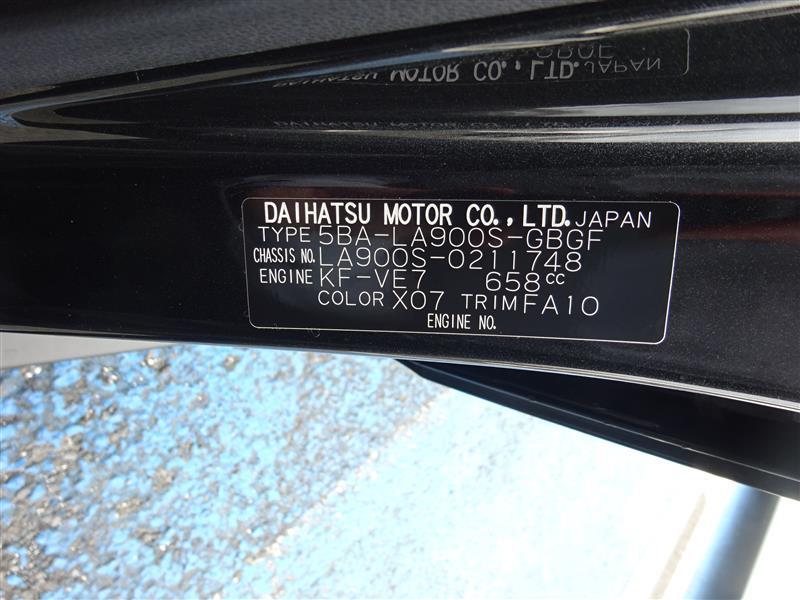 DAIHATSU MOTOR CO., LTD. JAPAN
TYPE 5BA-LA900S-GBGF
CHASSIS NO. LA900S-0211748
ENGINE KF-VE7 658cc
COLOR X07 TRIM FA10
ENGINE NO.